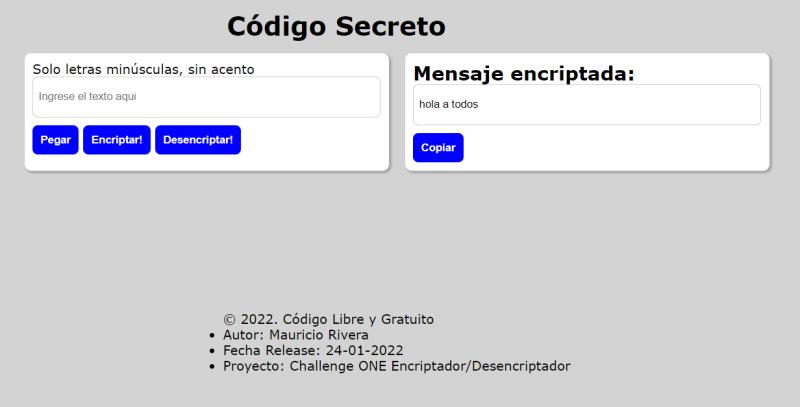 Código Secreto
Solo letras minúsculas, sin acento
Ingrese el texto aqui
Pegar
Encriptar!
Desencriptar!
Mensaje encriptada:
hola a todos
Copiar
© 2022. Código Libre y Gratuito
Autor: Mauricio Rivera
Fecha Release: 24-01-2022
Proyecto: Challenge ONE Encriptador/Desencriptador